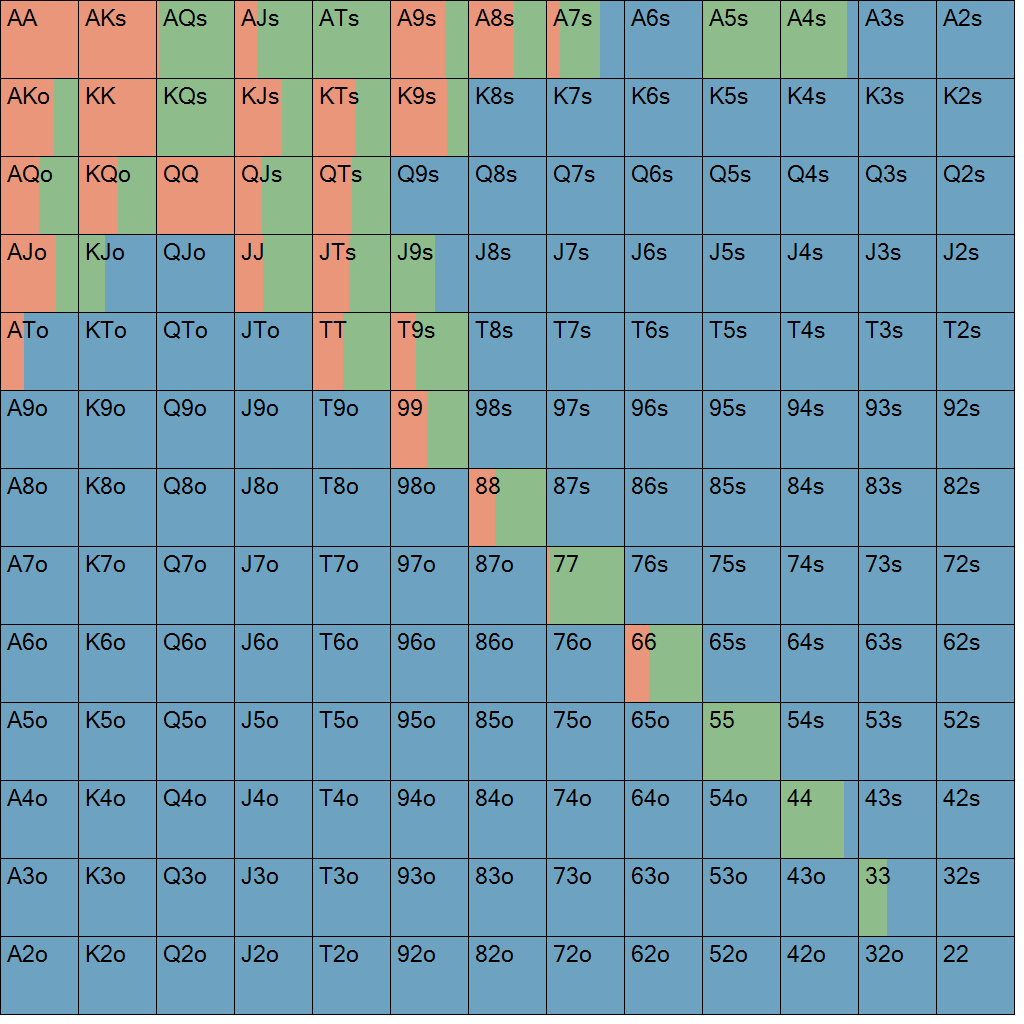 AA AKs AQs AJs ATs A9s A8s A7s A6s A5s A4s A3s A2s
AKo KK KQs KJs KTs K9s K8s K7s K6s K5s K4s K3s K2s
AQo KQo QQ QJs QTs Q9s Q8s Q7s Q6s Q5s Q4s Q3s Q2s
AJo KJo QJo JJ JTs J9s J8s J7s J6s J5s J4s J3s J2s
ATo KTo QTo JTo TT T9s T8s T7s T6s T5s T4s T3s T2s
A9o K9o Q9o J9o T9o 99 98s 97s 96s 95s 94s 93s 92s
A8o K8o Q8o J8o T8o 98o 88 87s 86s 85s 84s 83s 82s
A7o K7o Q7o J7o T7o 97o 87o 77 76s 75s 74s 73s 72s
A6o K6o Q6o J6o T6o 96o 86o 76o 66 65s 64s 63s 62s
A5o K5o Q5o J5o T5o 95o 85o 75o 65o 55 54s 53s 52s
A4o K4o Q4o J4o T4o 94o 84o 74o 64o 54o 44 43s 42s
A3o K3o Q3o J3o T3o 93o 83o 73o 63o 53o 43o 33 32s
A2o K2o Q2o J2o T2o 92o 82o 72o 62o 52o 42o 32o 22